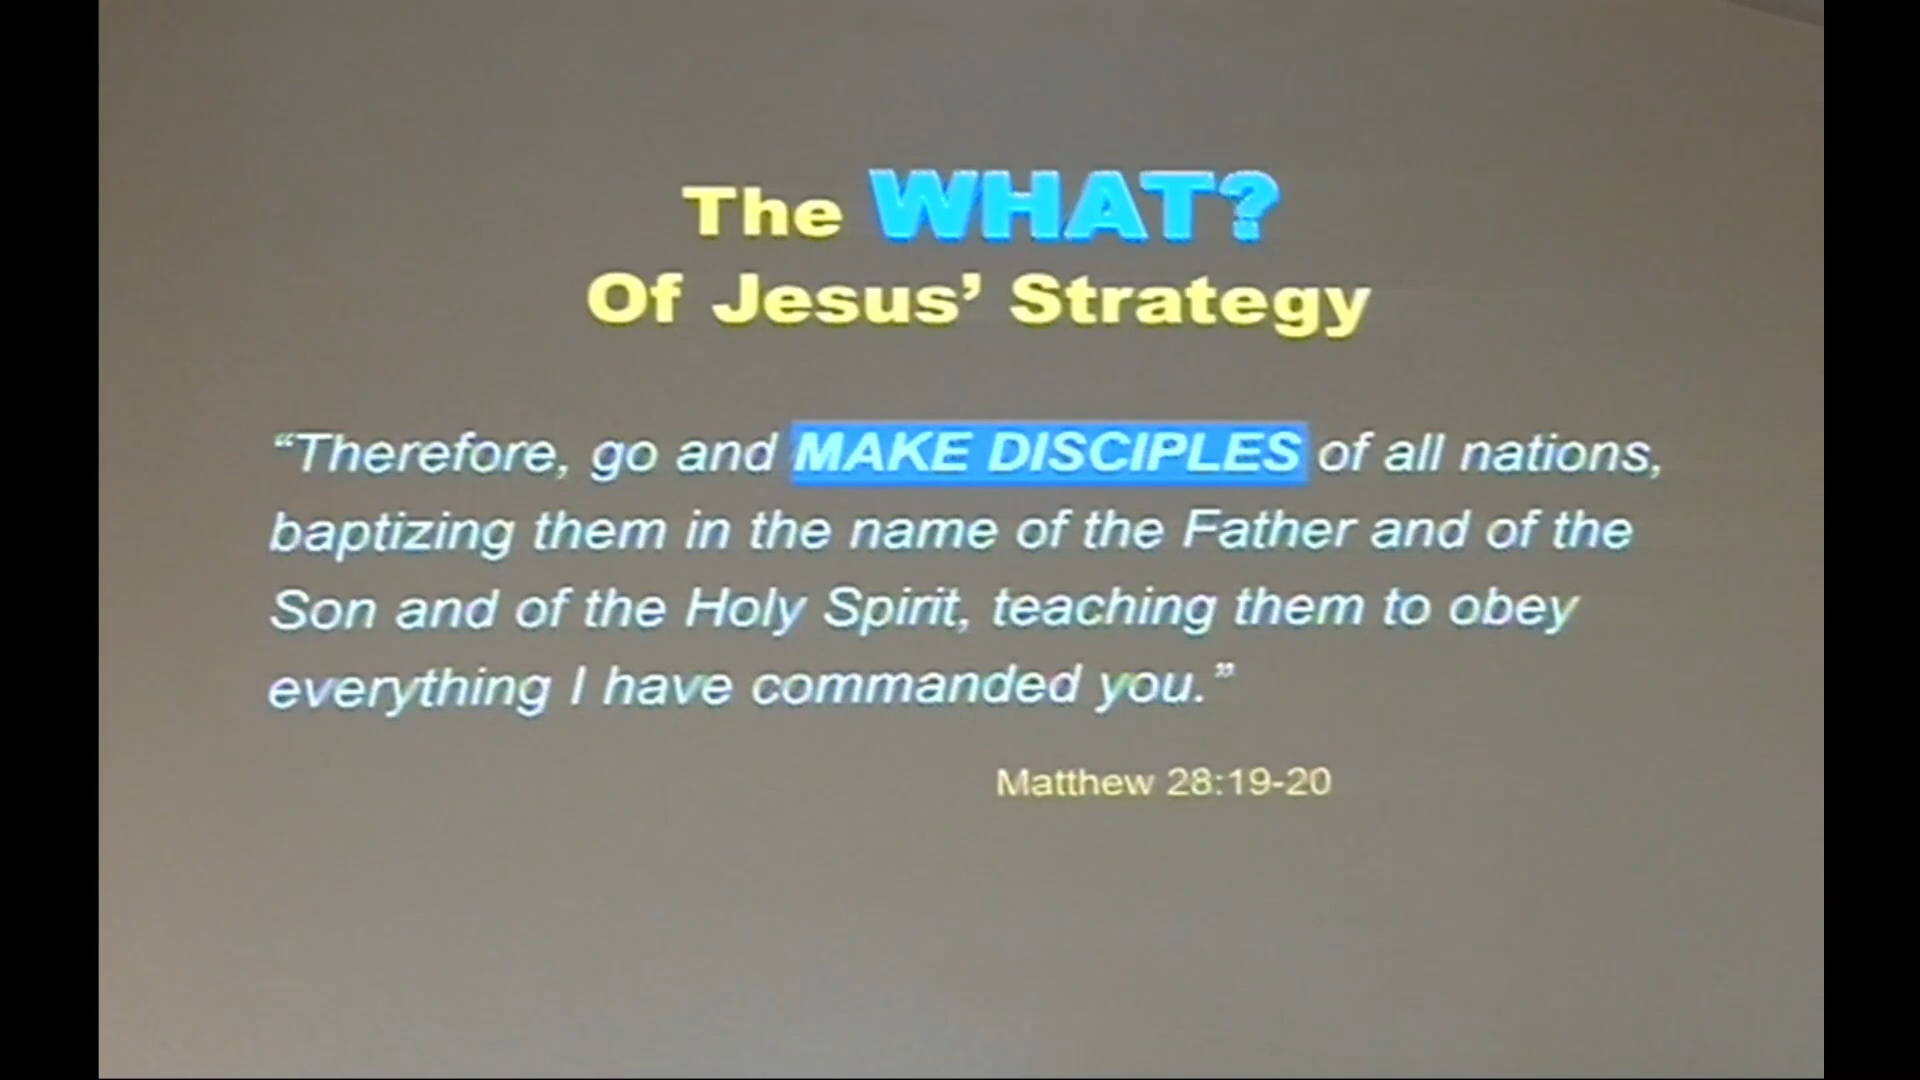 The WHAT?
Of Jesus’ Strategy
“Therefore, go and MAKE DISCIPLES of all nations,
baptizing them in the name of the Father and of the
Son and of the Holy Spirit, teaching them to obey
everything I have commanded you.”
Matthew 28:19-20